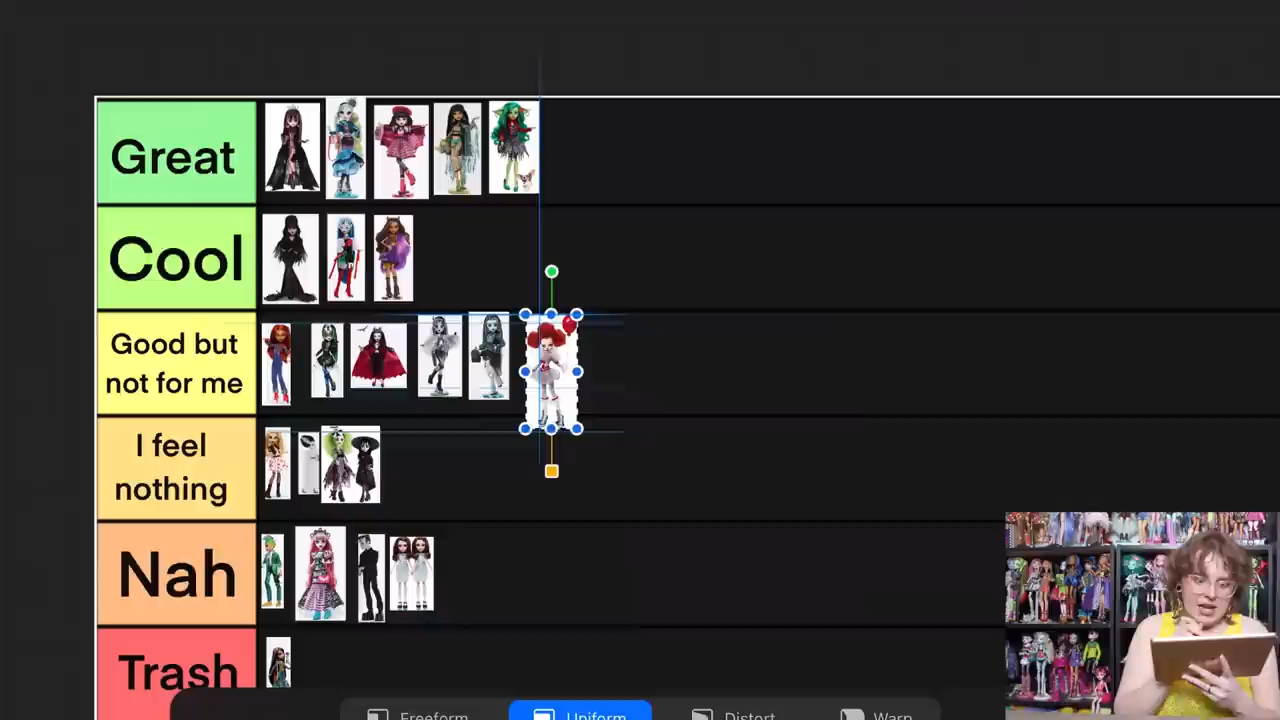 Great
Cool
Good but
not for me
I feel
nothing
Nah
Trash
Freeform
Uniform
Distort
Warp